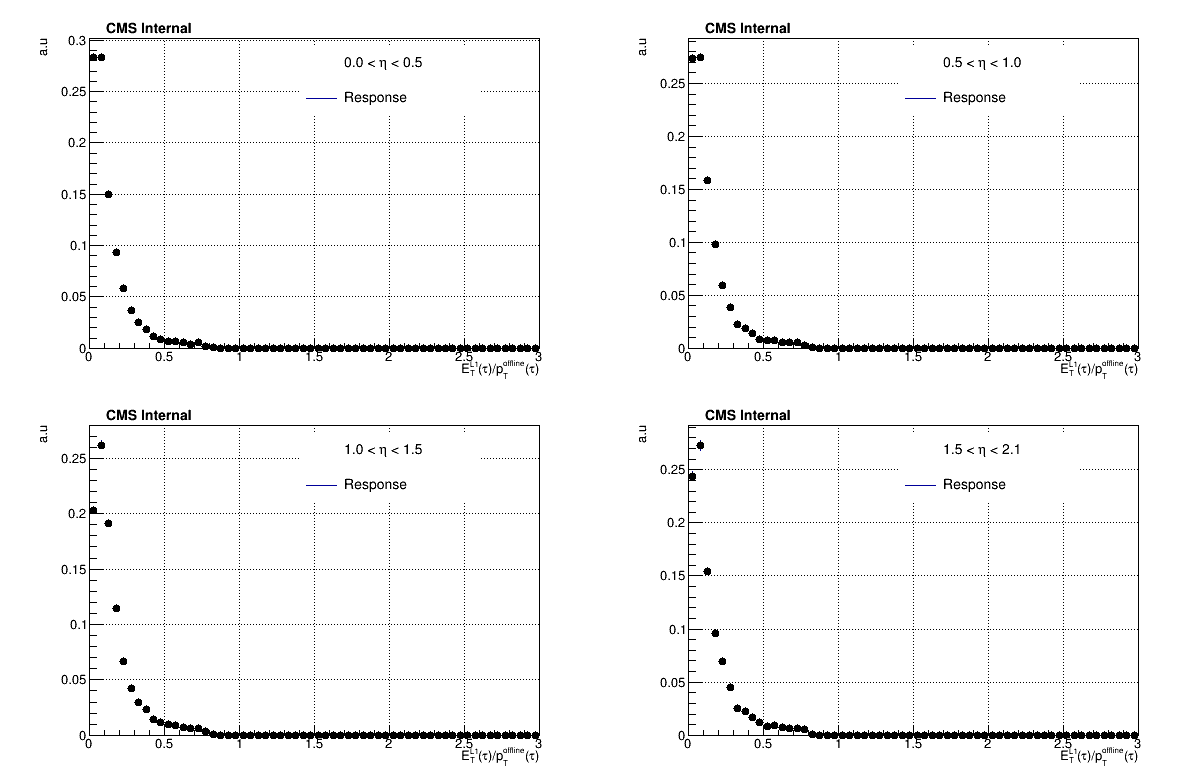 CMS Internal
a.u
0.3
0.25
0.2
0.15
0.1
0.05
0
0.0 < η < 0.5
Response
0 0.5 1 1.5 2 2.5 3
E_T^L1(τ)/p_T^offline(τ)
CMS Internal
a.u
0.25
0.2
0.15
0.1
0.05
0
0.5 < η < 1.0
Response
0 0.5 1 1.5 2 2.5 3
E_T^L1(τ)/p_T^offline(τ)
CMS Internal
a.u
0.25
0.2
0.15
0.1
0.05
0
1.0 < η < 1.5
Response
0 0.5 1 1.5 2 2.5 3
E_T^L1(τ)/p_T^offline(τ)
CMS Internal
a.u
0.25
0.2
0.15
0.1
0.05
0
1.5 < η < 2.1
Response
0 0.5 1 1.5 2 2.5 3
E_T^L1(τ)/p_T^offline(τ)